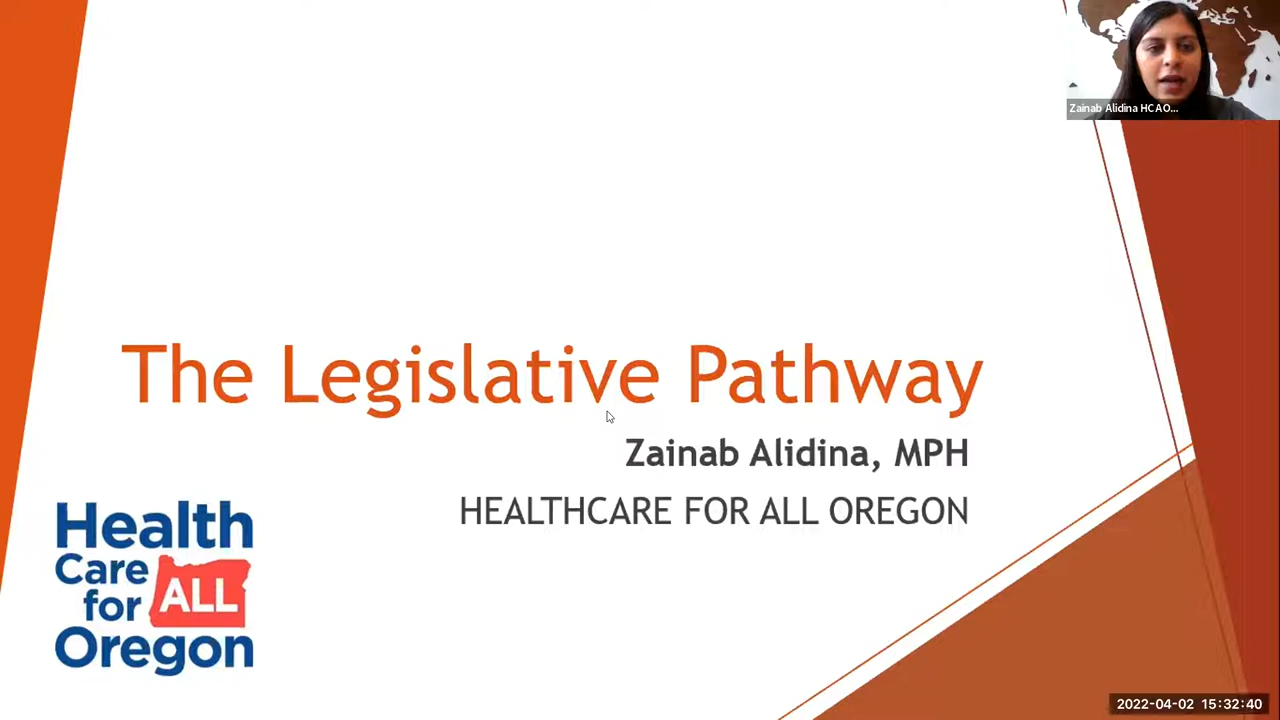 Zainab Alidina HCAO...
The Legislative Pathway
Zainab Alidina, MPH
HEALTHCARE FOR ALL OREGON
Health
Care
for
ALL
Oregon
2022-04-02 15:32:40